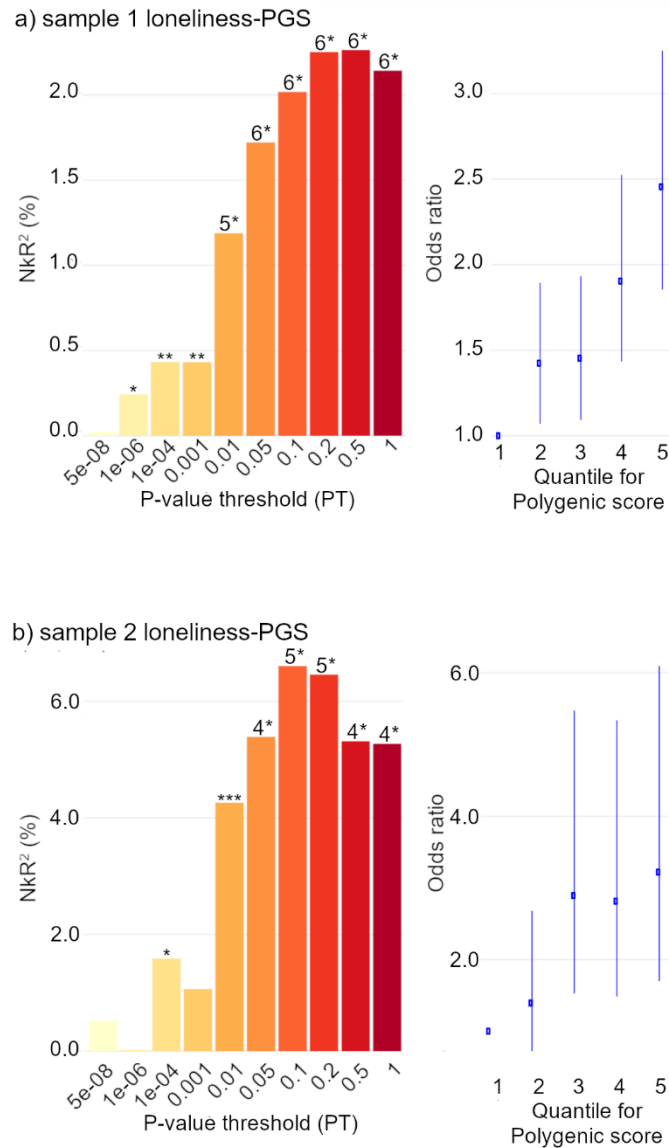 a) sample 1 loneliness-PGS
NkR² (%)
2.0
1.5
1.0
0.5
0.0
*
**
**
5*
6*
6*
6*
6*
6*
5e-08
1e-06
1e-04
0.001
0.01
0.05
0.1
0.2
0.5
1
P-value threshold (PT)
Odds ratio
3.0
2.5
2.0
1.5
1.0
1 2 3 4 5
Quantile for
Polygenic score
b) sample 2 loneliness-PGS
NkR² (%)
6.0
4.0
2.0
0.0
*
***
4*
5*
5*
4*
4*
5e-08
1e-06
1e-04
0.001
0.01
0.05
0.1
0.2
0.5
1
P-value threshold (PT)
Odds ratio
6.0
4.0
2.0
1 2 3 4 5
Quantile for
Polygenic score